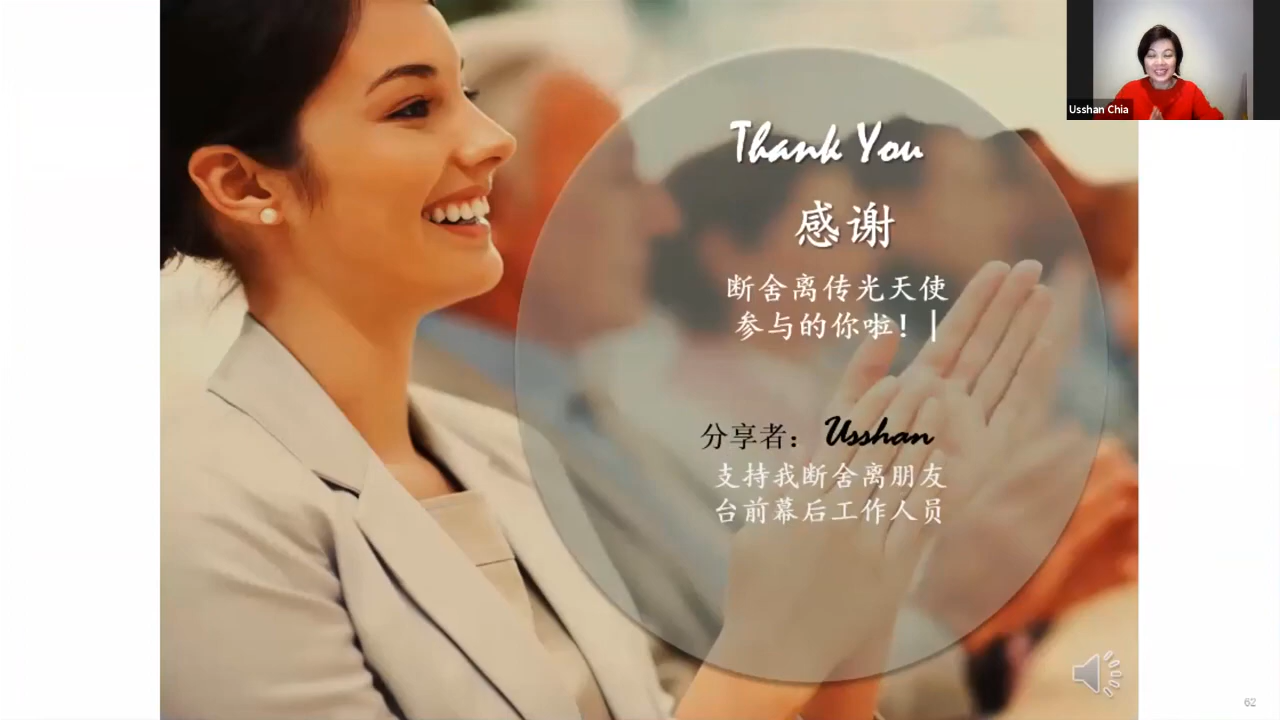 Thank You
感谢
断舍离传光天使
参与的你啦!
分享者: Usshan
支持我断舍离朋友
台前幕后工作人员
Usshan Chia
62